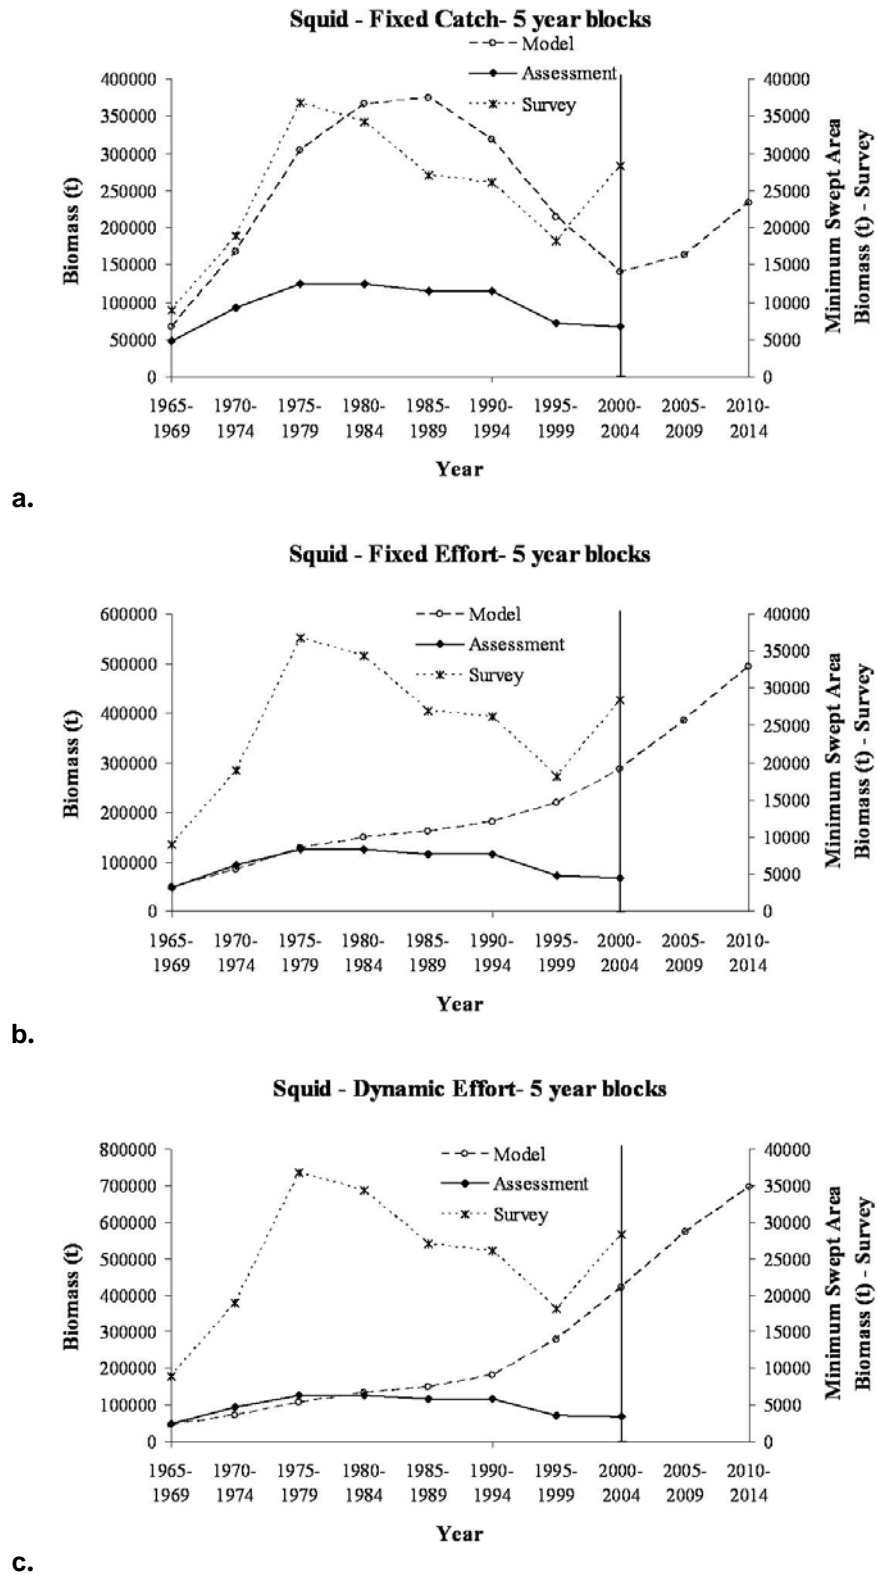 Squid - Fixed Catch- 5 year blocks
Model
Assessment
Survey
400000
350000
300000
250000
200000
150000
100000
50000
0
Biomass (t)
40000
35000
30000
25000
20000
15000
10000
5000
0
Minimum Swept Area
Biomass (t) - Survey
1965- 1970- 1975- 1980- 1985- 1990- 1995- 2000- 2005- 2010-
1969 1974 1979 1984 1989 1994 1999 2004 2009 2014
Year
a.
Squid - Fixed Effort- 5 year blocks
Model
Assessment
Survey
600000
500000
400000
300000
200000
100000
0
Biomass (t)
40000
35000
30000
25000
20000
15000
10000
5000
0
Minimum Swept Area
Biomass (t) - Survey
1965- 1970- 1975- 1980- 1985- 1990- 1995- 2000- 2005- 2010-
1969 1974 1979 1984 1989 1994 1999 2004 2009 2014
Year
b.
Squid - Dynamic Effort- 5 year blocks
Model
Assessment
Survey
800000
700000
600000
500000
400000
300000
200000
100000
0
Biomass (t)
40000
35000
30000
25000
20000
15000
10000
5000
0
Minimum Swept Area
Biomass (t) - Survey
1965- 1970- 1975- 1980- 1985- 1990- 1995- 2000- 2005- 2010-
1969 1974 1979 1984 1989 1994 1999 2004 2009 2014
Year
c.